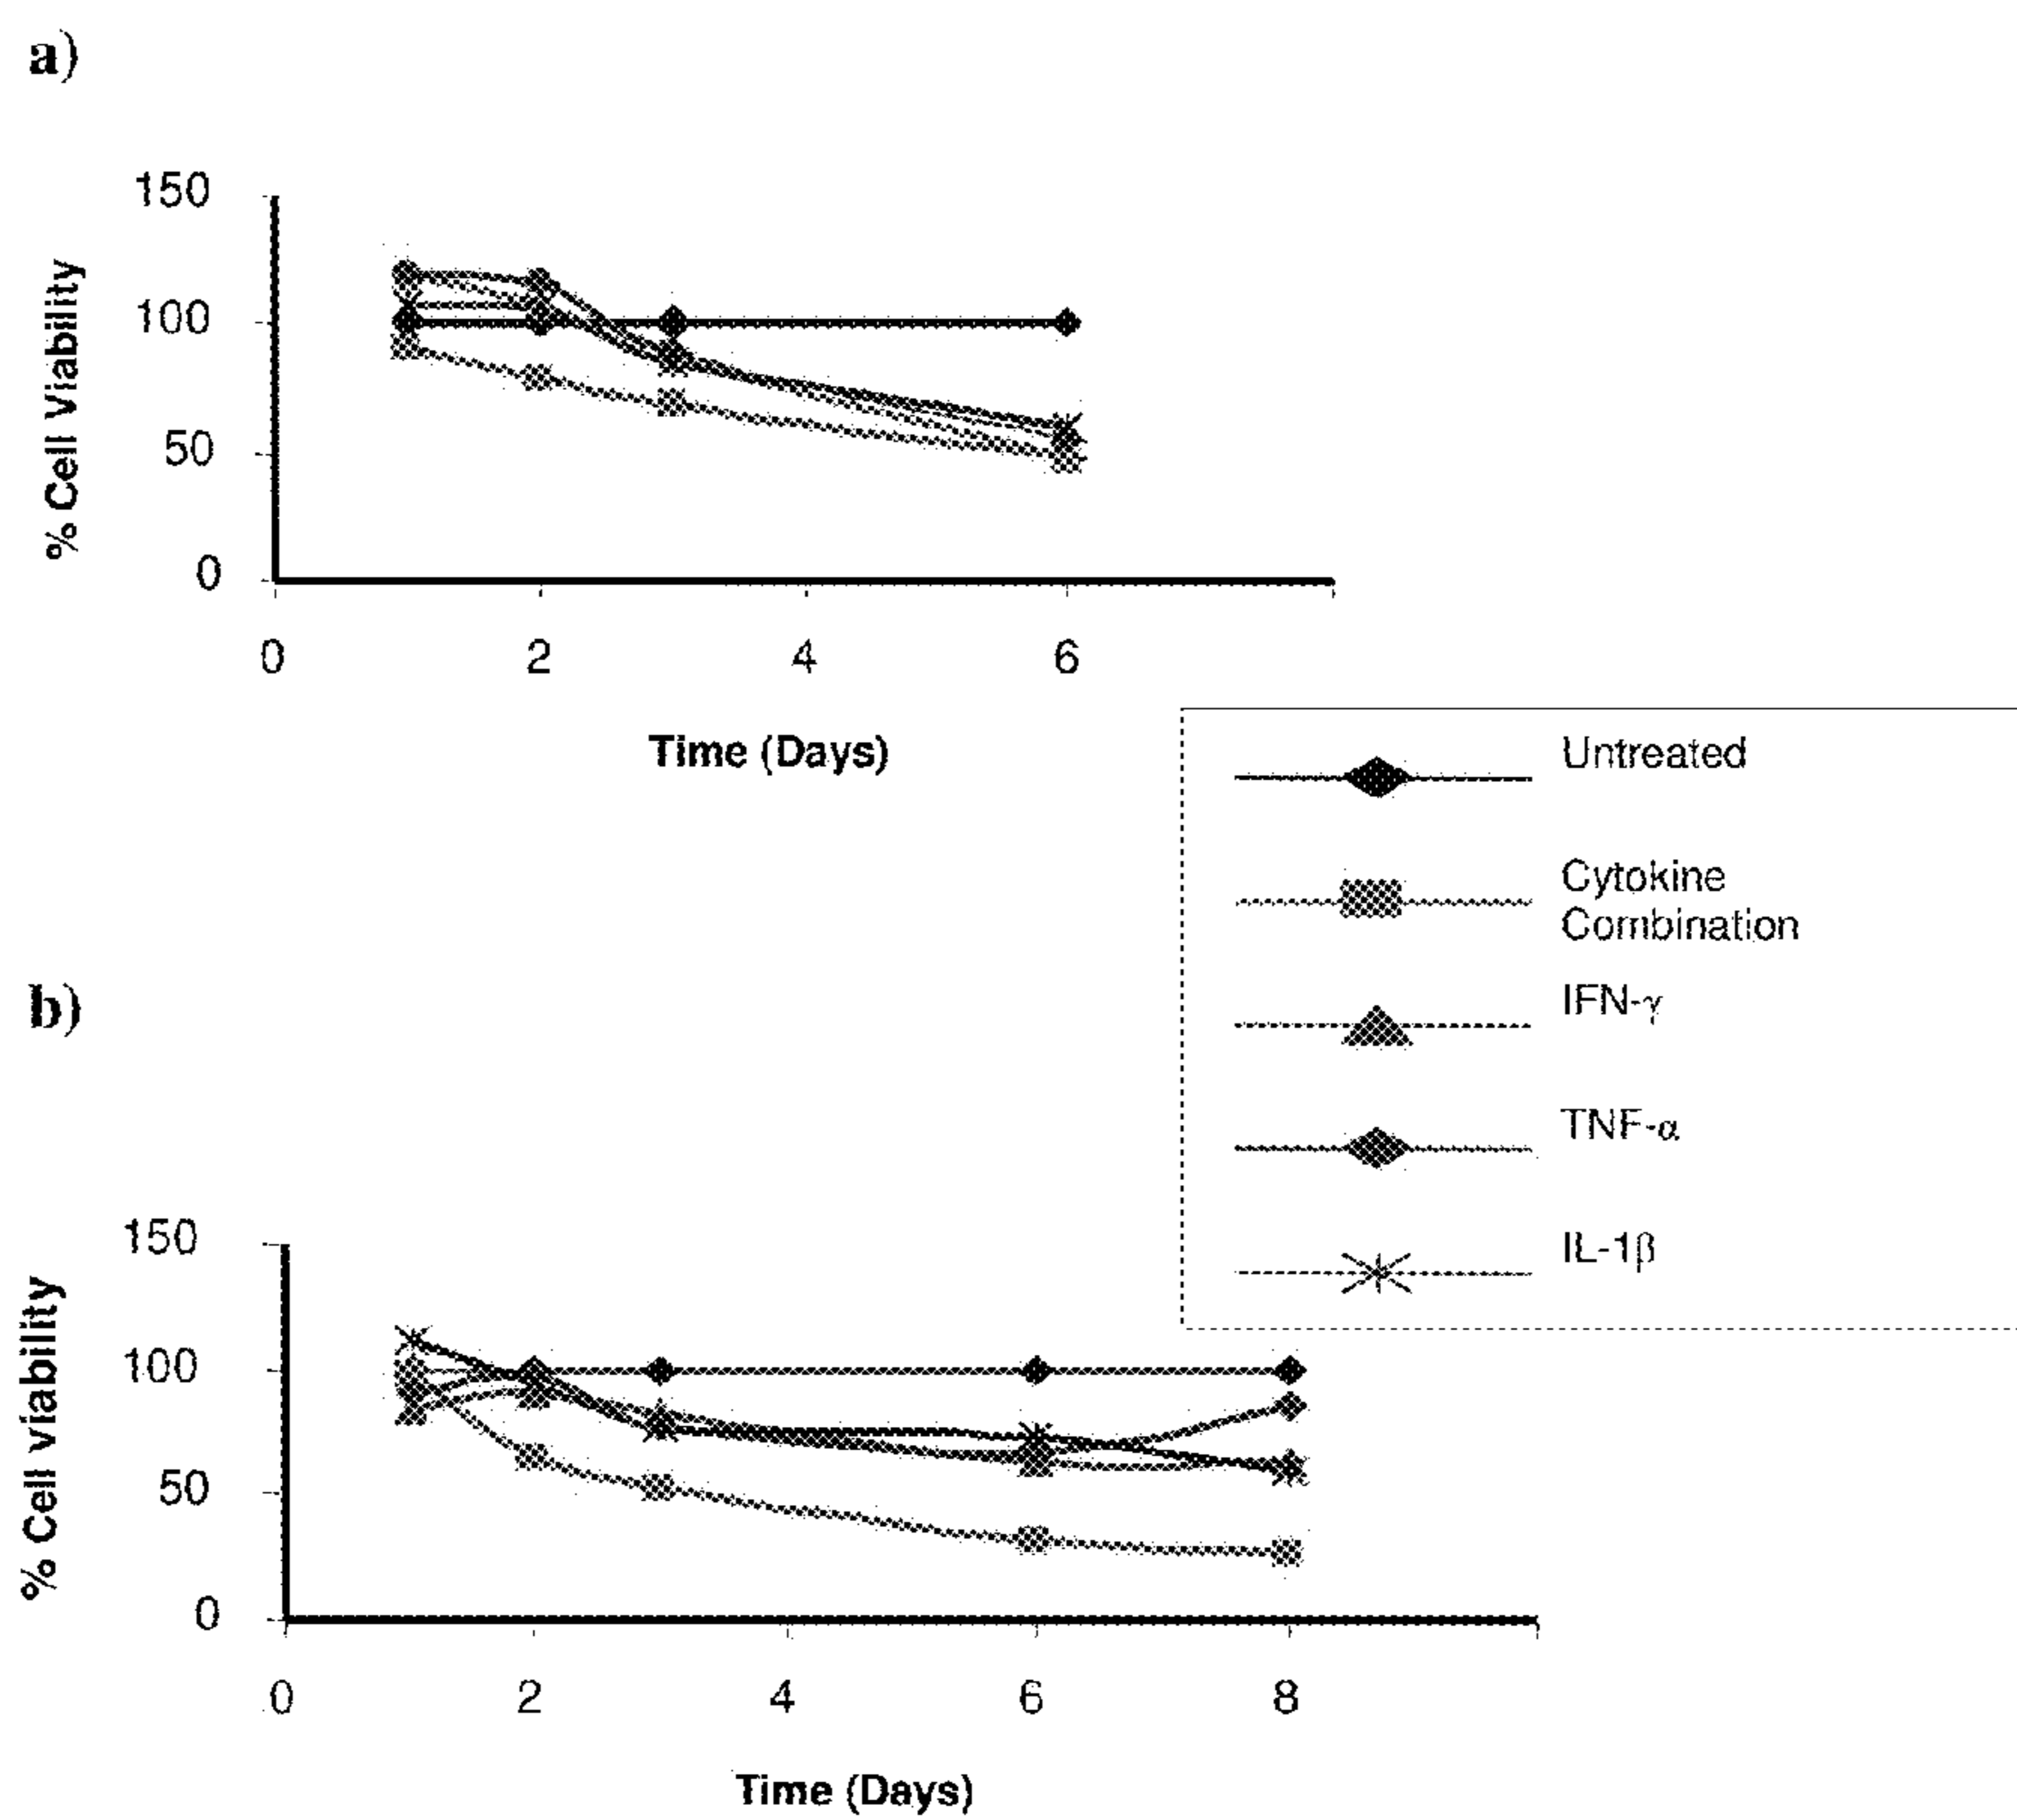 a)
% Cell Viability
150
100
50
0
0 2 4 6
Time (Days)
Untreated
Cytokine
Combination
IFN-γ
TNF-α
IL-1β
b)
% Cell viability
150
100
50
0
0 2 4 6 8
Time (Days)